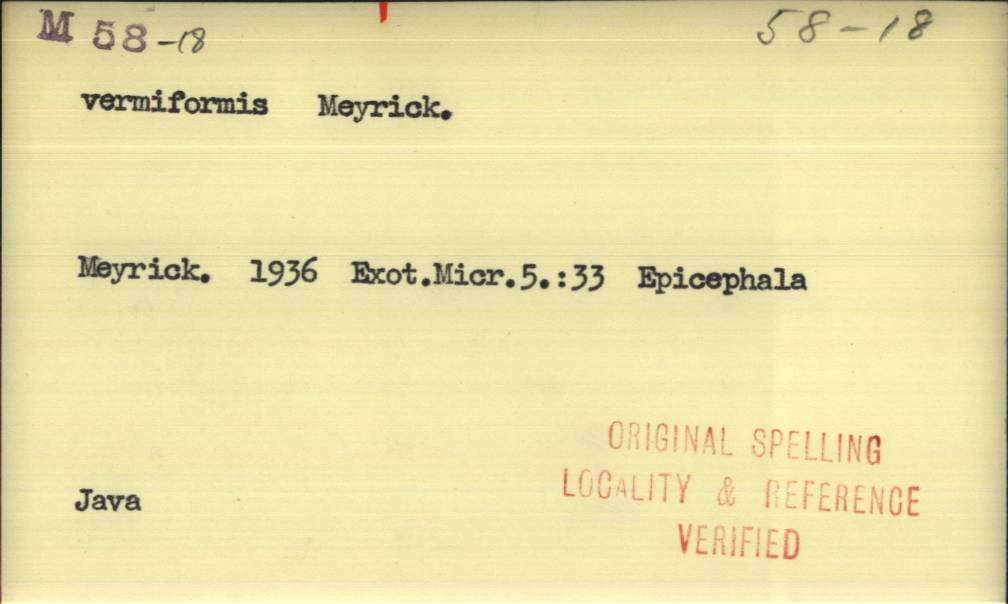 M 58-18
58-18
vermiformis Meyrick.
Meyrick. 1936 Exot.Micr.5.:33 Epicephala
Java
ORIGINAL SPELLING
LOCALITY & REFERENCE
VERIFIED